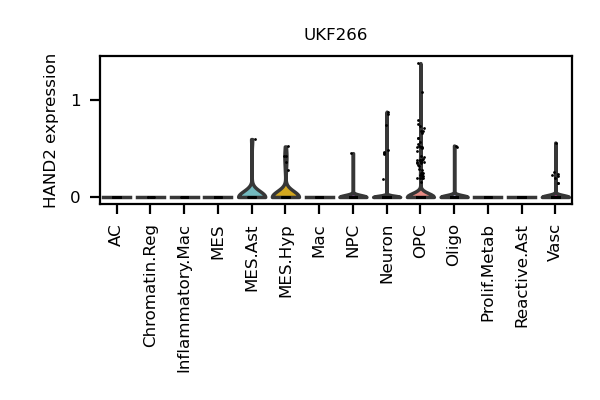 UKF266
HAND2 expression
1
0
AC
Chromatin.Reg
Inflammatory.Mac
MES
MES.Ast
MES.Hyp
Mac
NPC
Neuron
OPC
Oligo
Prolif.Metab
Reactive.Ast
Vasc